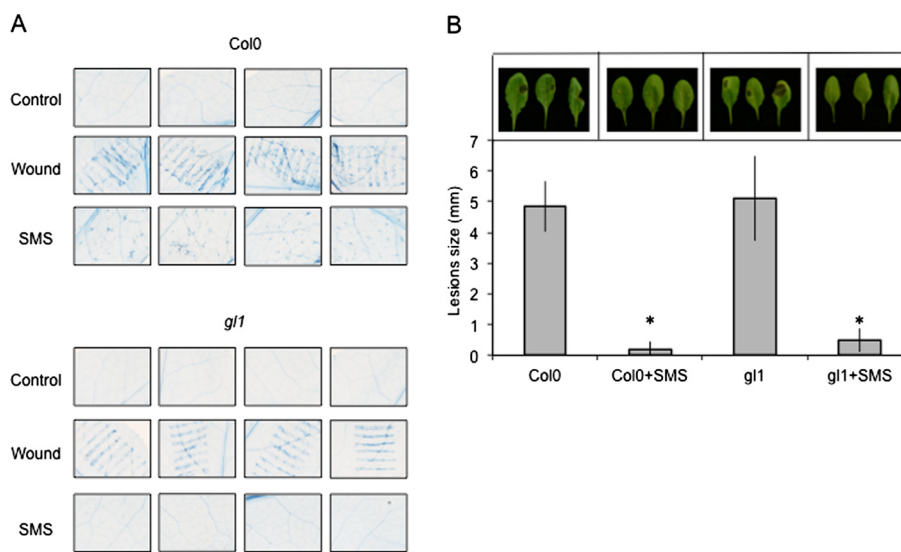 A
Col0
Control
Wound
SMS
gl1
Control
Wound
SMS
B
7
6
5
4
3
2
1
0
Lesions size (mm)
*
*
Col0
Col0+SMS
gl1
gl1+SMS